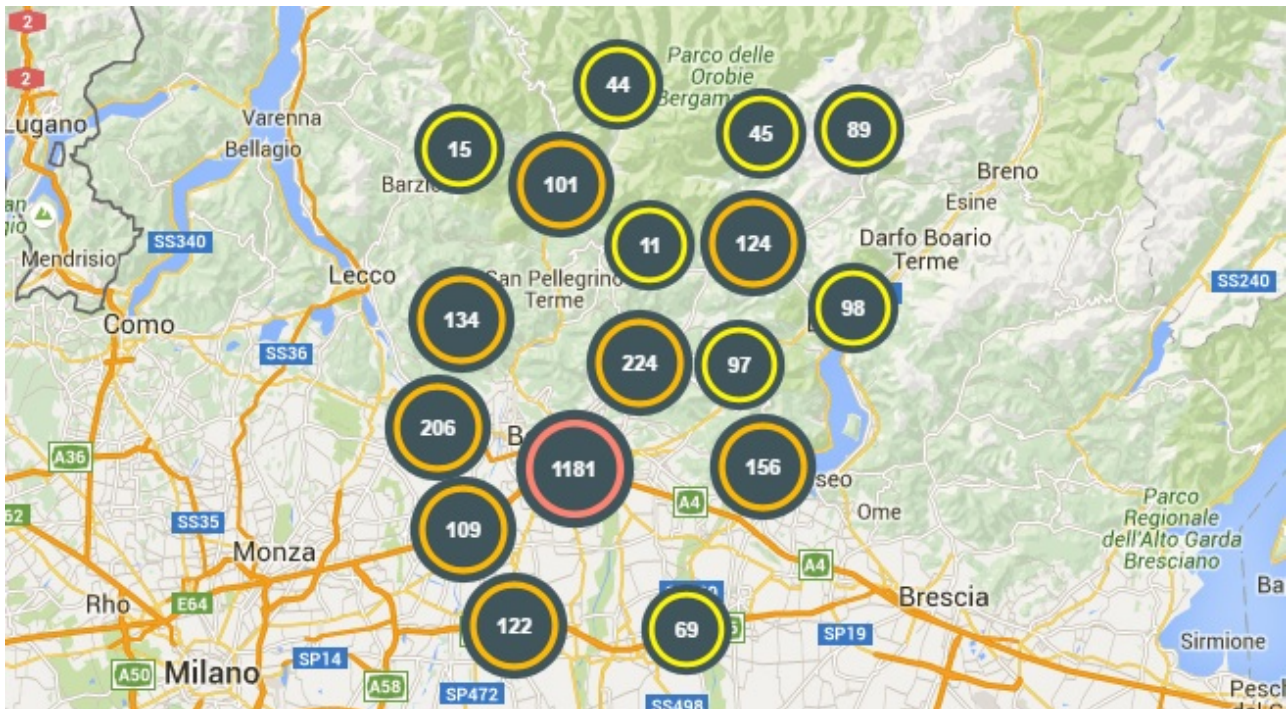 2
2
Lugano
Varenna
Bellagio
Barzio
Parco delle
Orobie
44
45
89
15
101
Breno
Esine
11
124
Darfo Boario
Terme
Mendrisio
SS340
Lecco
San Pellegrino
Terme
SS240
98
Como
134
SS36
224
97
206
1181
156
A36
A4
Ome
Parco
Regionale
dell'Alto Garda
Bresciano
SS35
109
Monza
A4
E64
Rho
Brescia
122
69
SP19
Sirmione
SP14
Milano
A50
A58
SP472
SS498